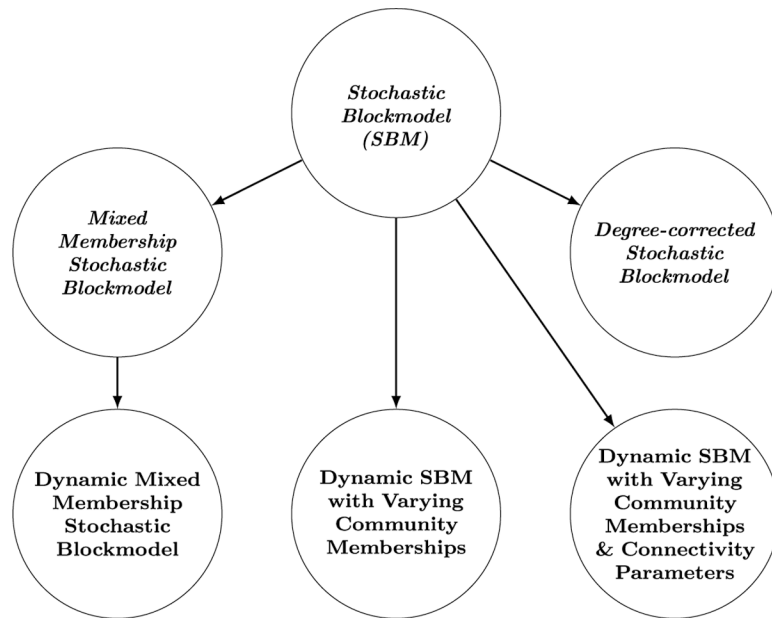 Stochastic
Blockmodel
(SBM)
Mixed
Membership
Stochastic
Blockmodel
Degree-corrected
Stochastic
Blockmodel
Dynamic Mixed
Membership
Stochastic
Blockmodel
Dynamic SBM
with Varying
Community
Memberships
Dynamic SBM
with Varying
Community
Memberships
& Connectivity
Parameters